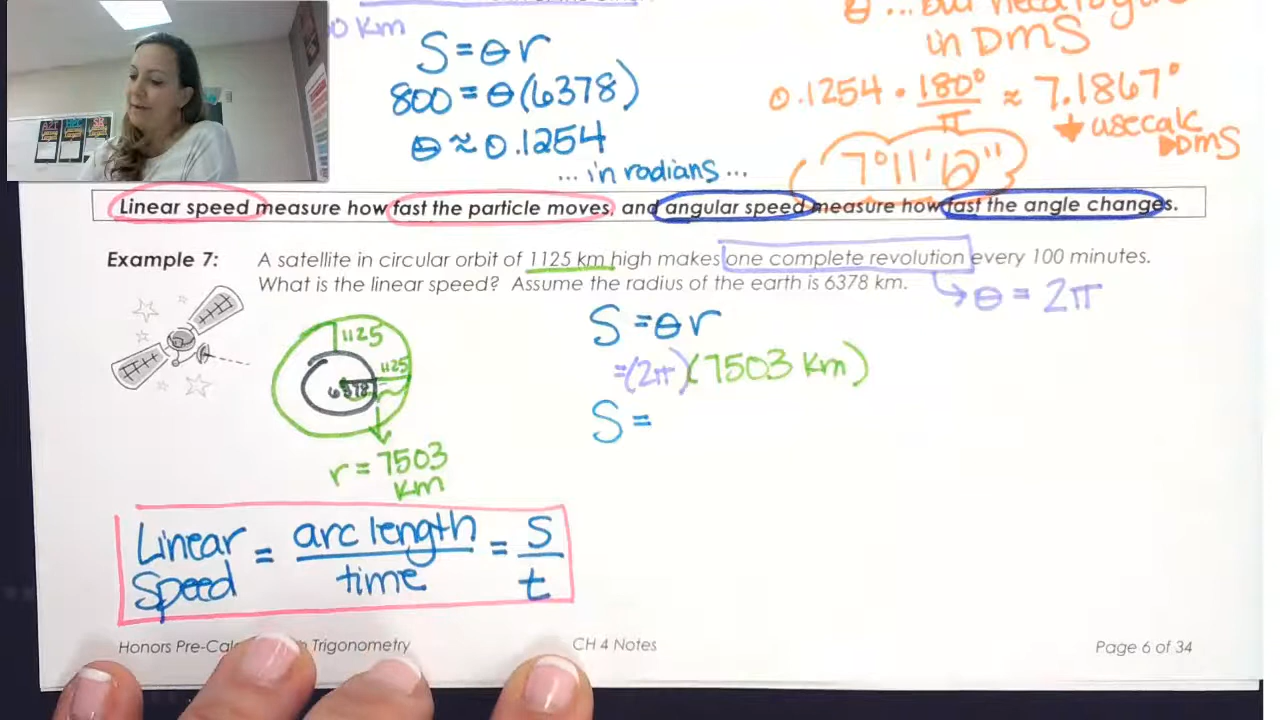 in DMS
S = θr
800 = θ(6378)
θ ≈ 0.1254
... in radians ...
0.1254 • 180°/π ≈ 7.1867°
use calc
▶DMS
7°11'12"
Linear speed measure how fast the particle moves, and angular speed measure how fast the angle changes.
Example 7: A satellite in circular orbit of 1125 km high makes one complete revolution every 100 minutes.
What is the linear speed? Assume the radius of the earth is 6378 km.
θ = 2π
1125
1125
6378
r = 7503
km
S = θr
= (2π)(7503 km)
S =
Linear Speed = arc length/time = S/t
Honors Pre-Calc Trigonometry CH 4 Notes Page 6 of 34